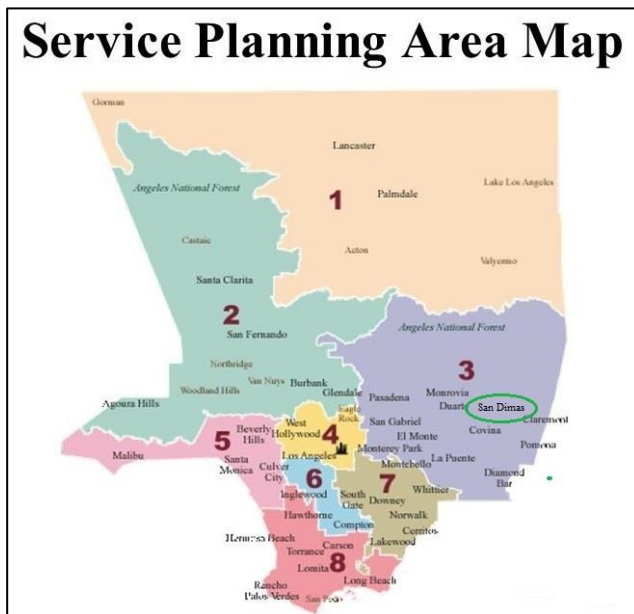 Service Planning Area Map
Gorman
Lancaster
Angeles National Forest
Lake Los Angeles
1
Palmdale
Castaic
Acton
Valyermo
Santa Clarita
2
San Fernando
Angeles National Forest
3
Northridge
Van Nuys
Woodland Hills
Burbank
Glendale
Pasadena
Monrovia
Agoura Hills
Duarte
San Dimas
Eagle
Rock
Claremont
West
Hollywood
4
San Gabriel
Covina
5
Beverly
Hills
El Monte
Pomona
Malibu
Los Angeles
Monterey Park
La Puente
Santa
Monica
Culver
City
6
Montebello
7
Diamond
Bar
Inglewood
South
Gate
Downey
Whittier
Hawthorne
Norwalk
Compton
Cerritos
Hermosa Beach
Carson
Lakewood
Torrance
8
Lomita
Long Beach
Rancho
Palos Verdes
San Pedro